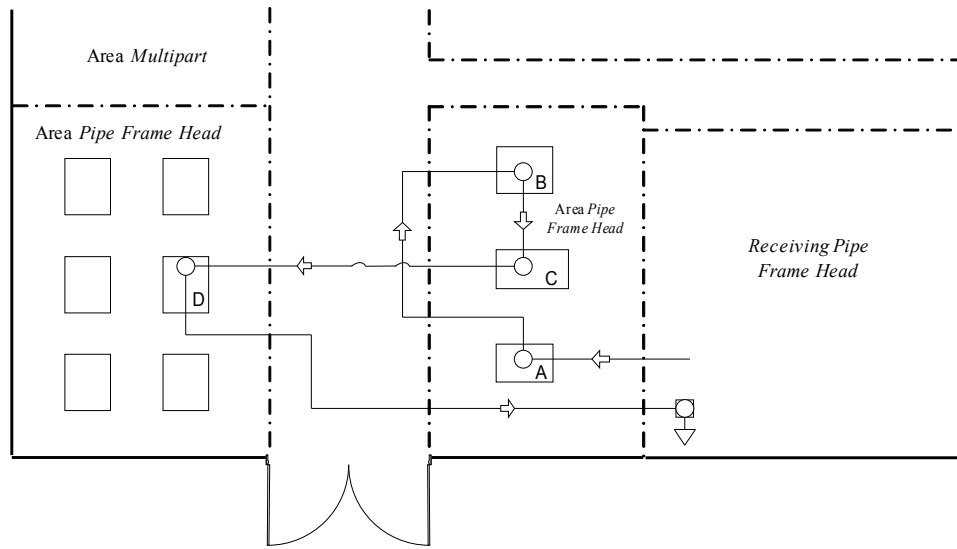 Area Multipart
Area Pipe Frame Head
B
Area Pipe
Frame Head
Receiving Pipe
Frame Head
C
D
A